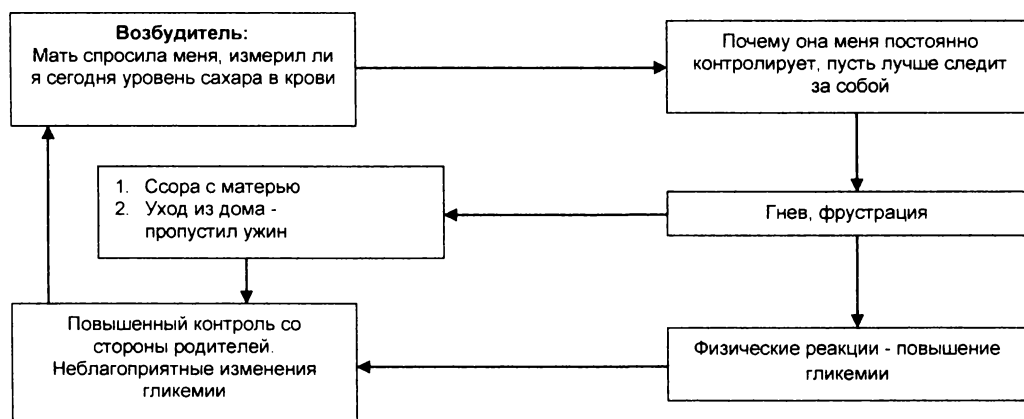 Возбудитель:
Мать спросила меня, измерил ли
я сегодня уровень сахара в крови
Почему она меня постоянно
контролирует, пусть лучше следит
за собой
1. Ссора с матерью
2. Уход из дома -
пропустил ужин
Гнев, фрустрация
Повышенный контроль со
стороны родителей.
Неблагоприятные изменения
гликемии
Физические реакции - повышение
гликемии